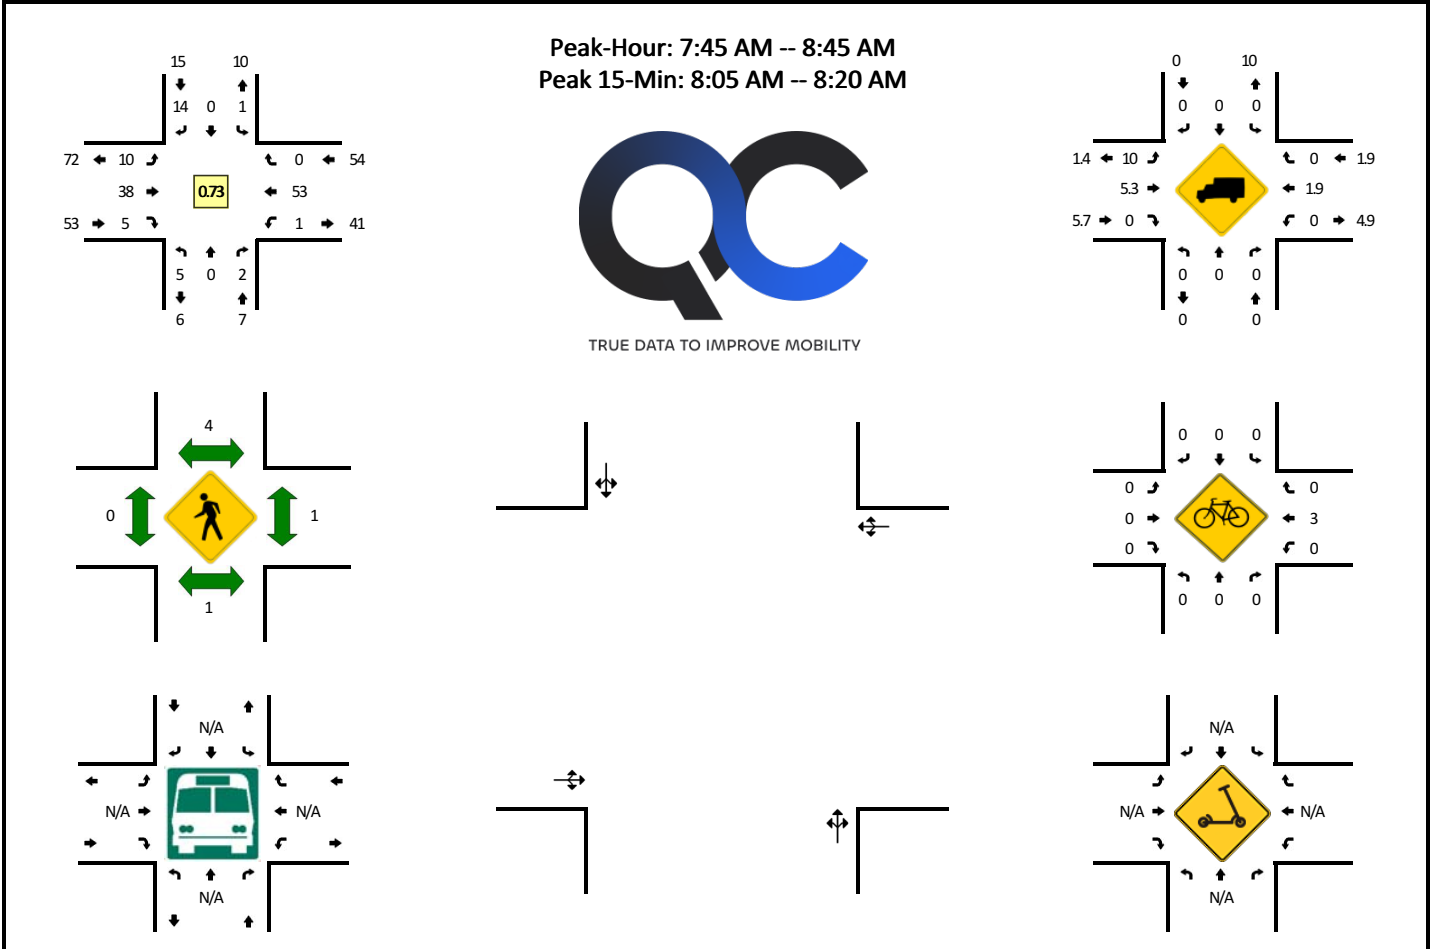 Peak-Hour: 7:45 AM -- 8:45 AM
Peak 15-Min: 8:05 AM -- 8:20 AM
15 10
14 0 1
72 10 0 54
38 0.73 53
53 5 1 41
5 0 2
6 7
QC
TRUE DATA TO IMPROVE MOBILITY
0 10
0 0 0
1.4 10 0 1.9
5.3 1.9
5.7 0 0 4.9
0 0 0
0 0
4
0 1
1
0 0 0
0 0
0 3
0 0
0 0 0
N/A
N/A N/A
N/A
N/A
N/A N/A
N/A